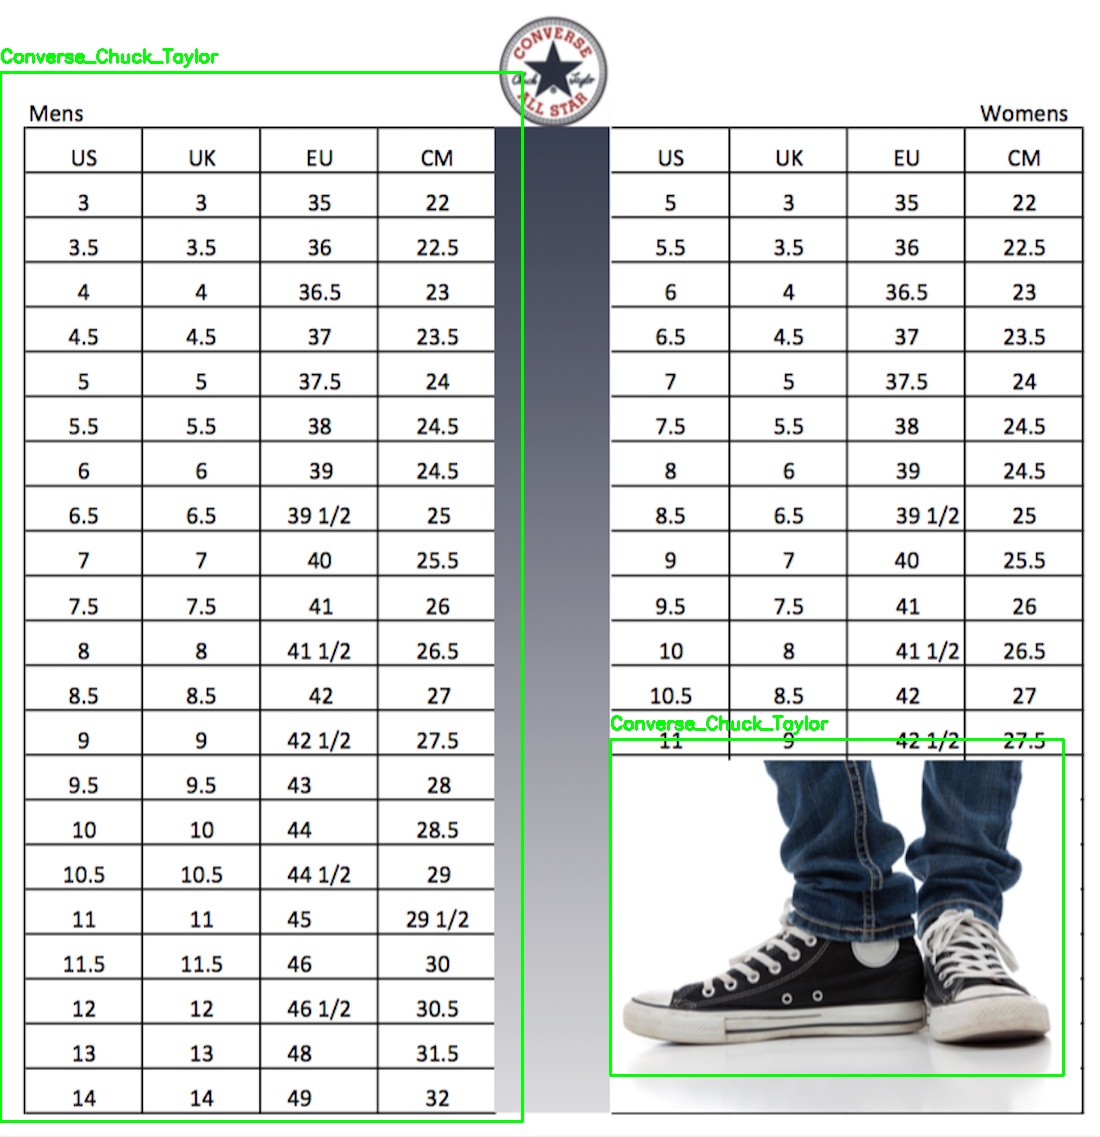 Converse_Chuck_Taylor
CONVERSE
Chuck Taylor
®
ALL STAR
Mens Womens
US UK EU CM US UK EU CM
3 3 35 22 5 3 35 22
3.5 3.5 36 22.5 5.5 3.5 36 22.5
4 4 36.5 23 6 4 36.5 23
4.5 4.5 37 23.5 6.5 4.5 37 23.5
5 5 37.5 24 7 5 37.5 24
5.5 5.5 38 24.5 7.5 5.5 38 24.5
6 6 39 24.5 8 6 39 24.5
6.5 6.5 39 1/2 25 8.5 6.5 39 1/2 25
7 7 40 25.5 9 7 40 25.5
7.5 7.5 41 26 9.5 7.5 41 26
8 8 41 1/2 26.5 10 8 41 1/2 26.5
8.5 8.5 42 27 10.5 8.5 42 27
Converse_Chuck_Taylor
9 9 42 1/2 27.5 11 9 42 1/2 27.5
9.5 9.5 43 28
10 10 44 28.5
10.5 10.5 44 1/2 29
11 11 45 29 1/2
11.5 11.5 46 30
12 12 46 1/2 30.5
13 13 48 31.5
14 14 49 32